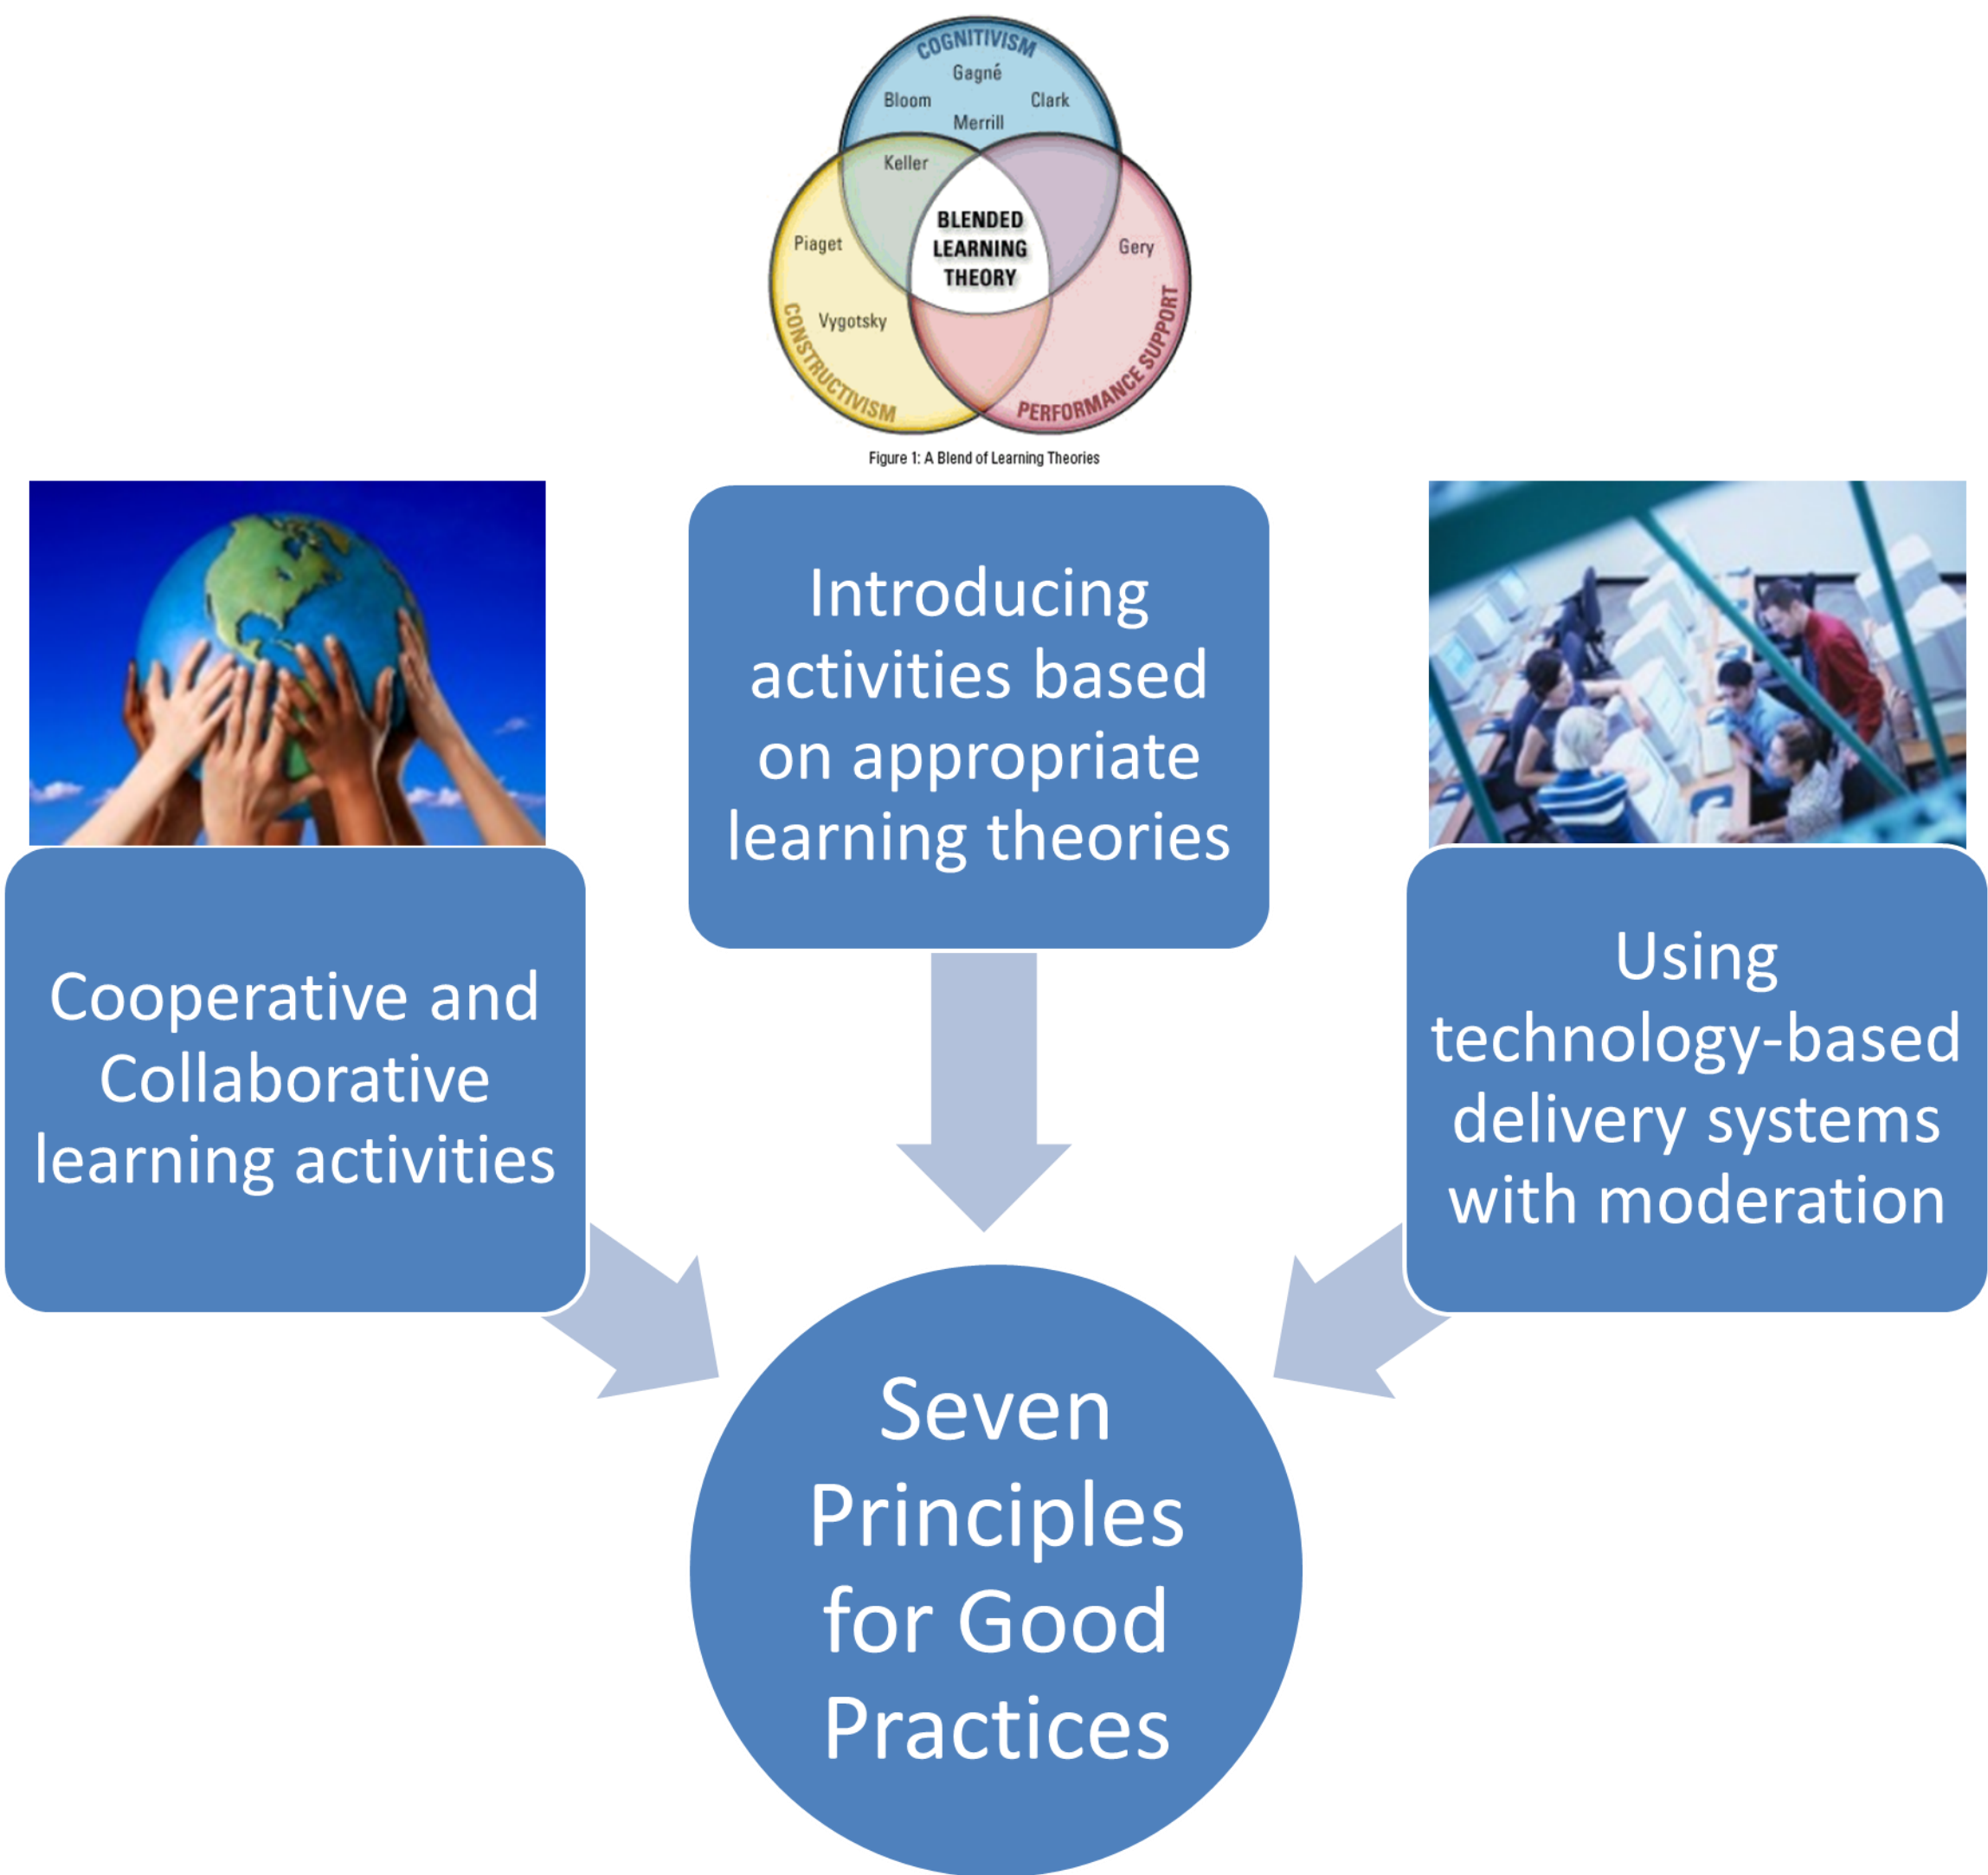 COGNITIVISM
Gagné
Bloom
Clark
Merrill
Keller
BLENDED
LEARNING
THEORY
Piaget
Gery
Vygotsky
CONSTRUCTIVISM
PERFORMANCE SUPPORT
Figure 1: A Blend of Learning Theories
Introducing
activities based
on appropriate
learning theories
Cooperative and
Collaborative
learning activities
Using
technology-based
delivery systems
with moderation
Seven
Principles
for Good
Practices